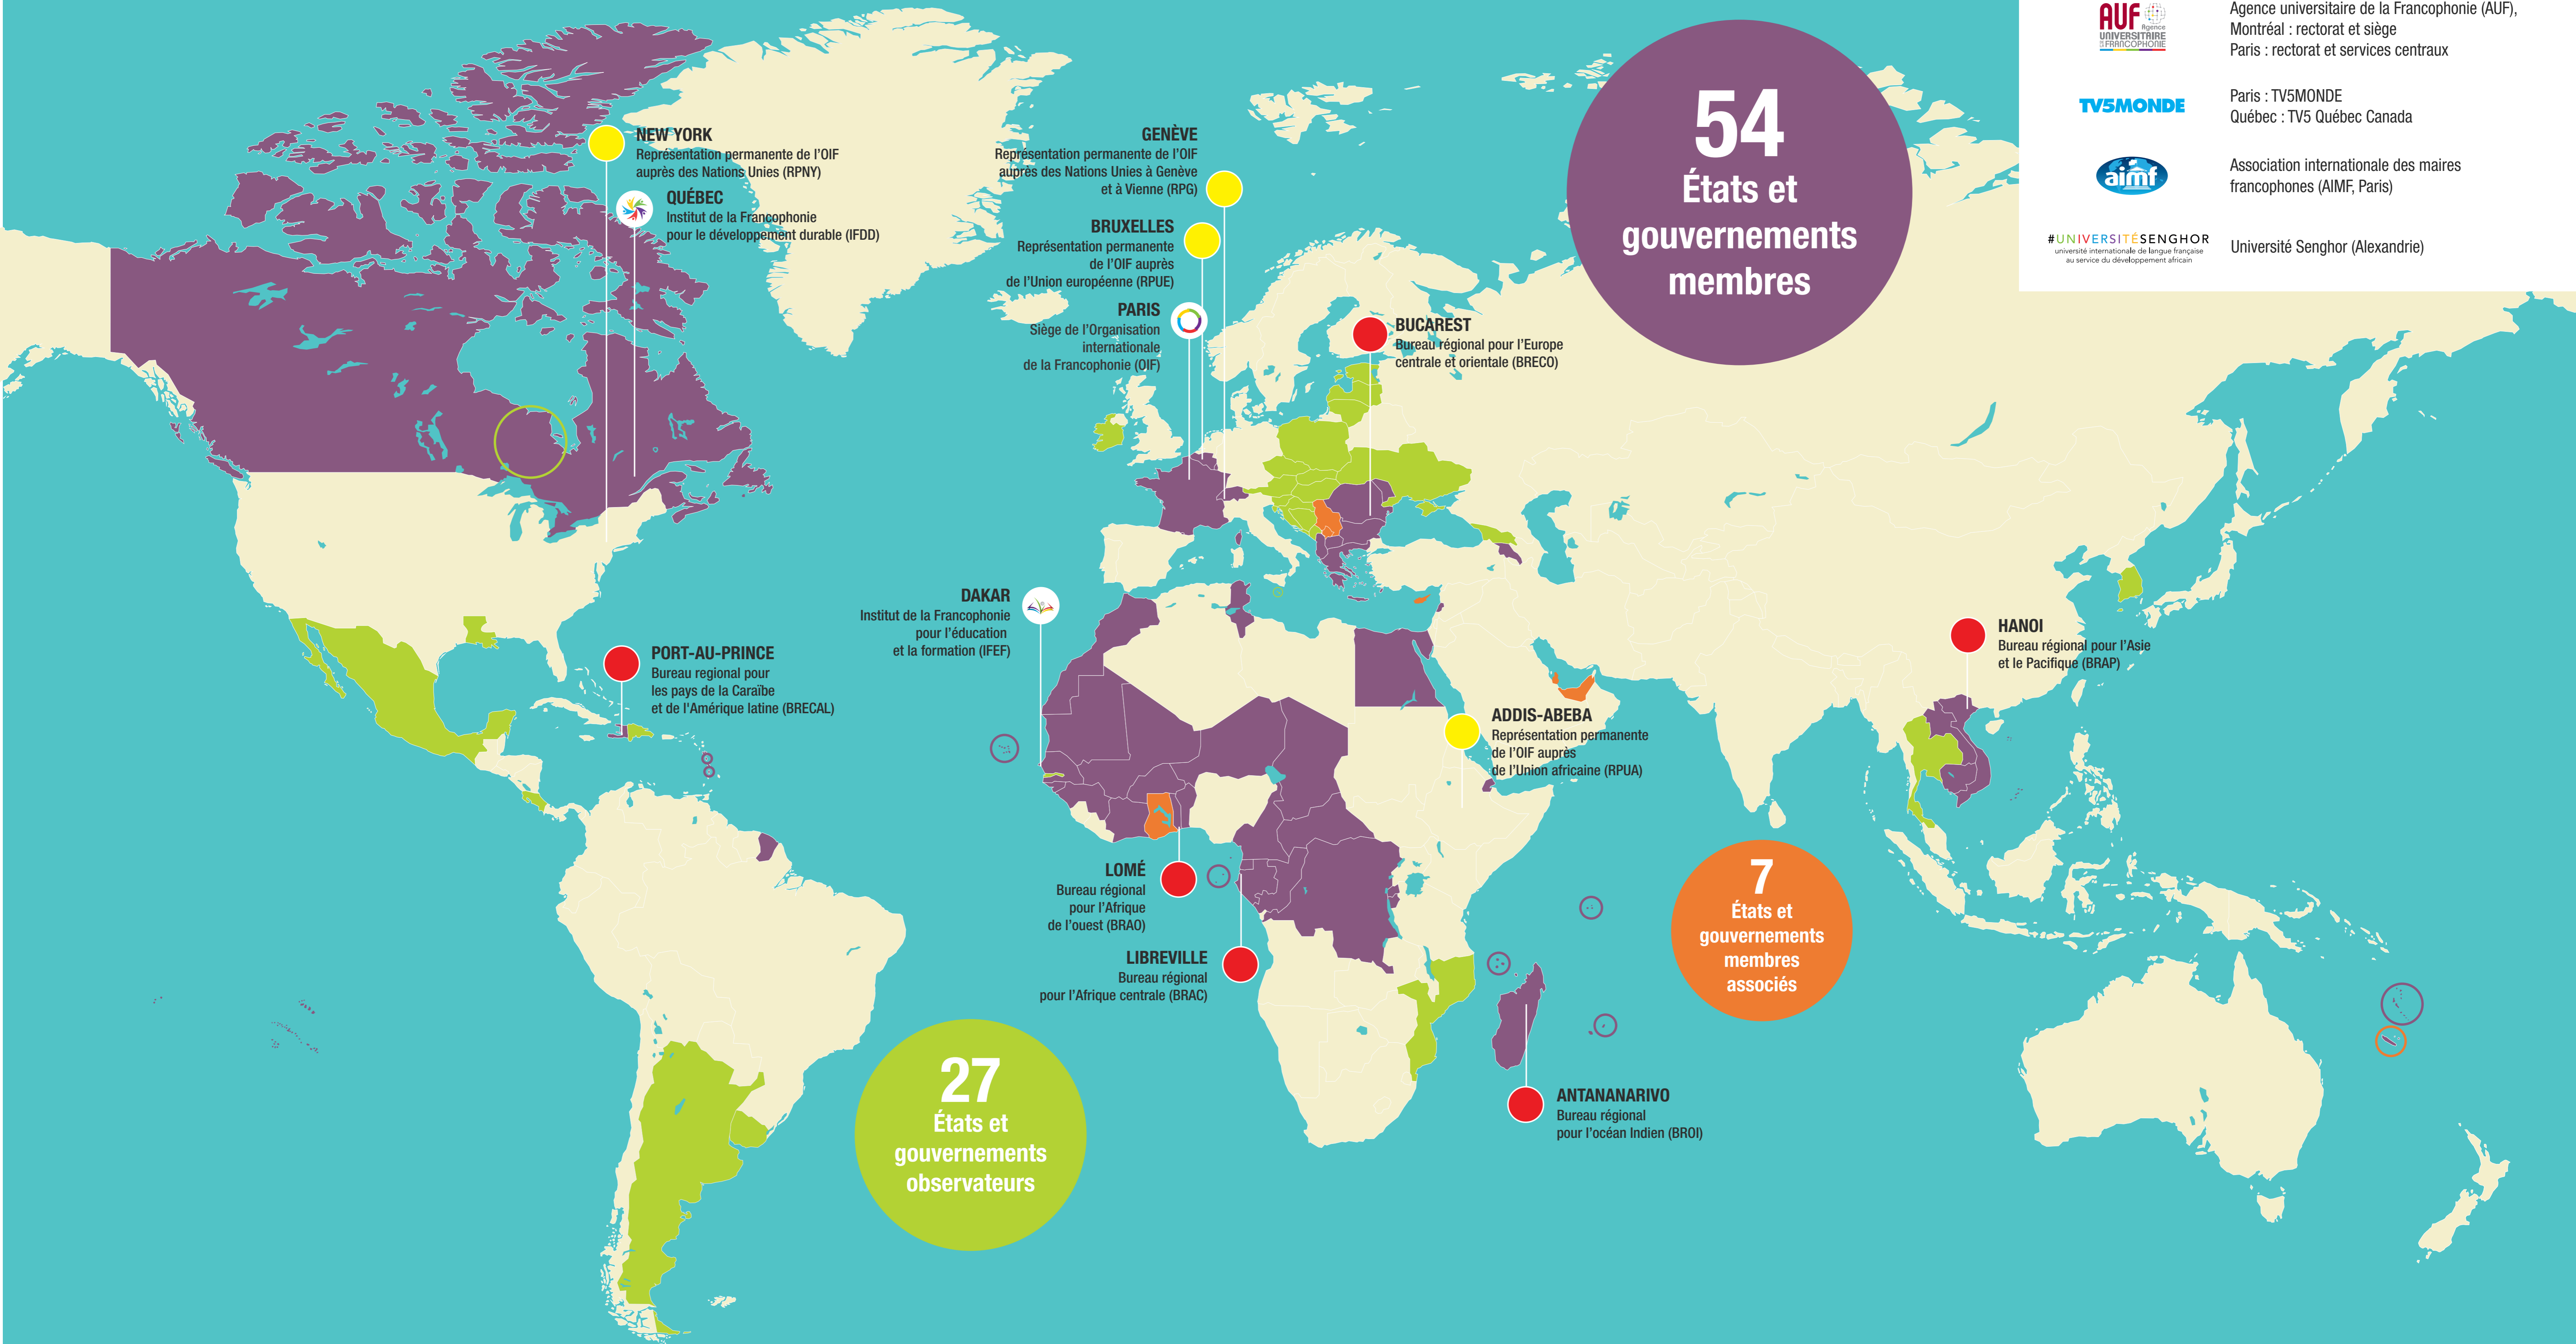 AUF
Agence
UNIVERSITAIRE
DE LA FRANCOPHONIE
Agence universitaire de la Francophonie (AUF),
Montréal : rectorat et siège
Paris : rectorat et services centraux
TV5MONDE
Paris : TV5MONDE
Québec : TV5 Québec Canada
aimf
Association internationale des maires
francophones (AIMF, Paris)
#UNIVERSITÉSENGHOR
université internationale de langue française
au service du développement africain
Université Senghor (Alexandrie)
54
États et
gouvernements
membres
NEW YORK
Représentation permanente de l'OIF
auprès des Nations Unies (RPNY)
QUÉBEC
Institut de la Francophonie
pour le développement durable (IFDD)
GENÈVE
Représentation permanente de l'OIF
auprès des Nations Unies à Genève
et à Vienne (RPG)
BRUXELLES
Représentation permanente
de l'OIF auprès
de l'Union européenne (RPUE)
PARIS
Siège de l'Organisation
internationale
de la Francophonie (OIF)
BUCAREST
Bureau régional pour l'Europe
centrale et orientale (BRECO)
DAKAR
Institut de la Francophonie
pour l'éducation
et la formation (IFEF)
PORT-AU-PRINCE
Bureau regional pour
les pays de la Caraïbe
et de l'Amérique latine (BRECAL)
HANOI
Bureau régional pour l'Asie
et le Pacifique (BRAP)
ADDIS-ABEBA
Représentation permanente
de l'OIF auprès
de l'Union africaine (RPUA)
LOMÉ
Bureau régional
pour l'Afrique
de l'ouest (BRAO)
LIBREVILLE
Bureau régional
pour l'Afrique centrale (BRAC)
7
États et
gouvernements
membres
associés
27
États et
gouvernements
observateurs
ANTANANARIVO
Bureau régional
pour l'océan Indien (BROI)